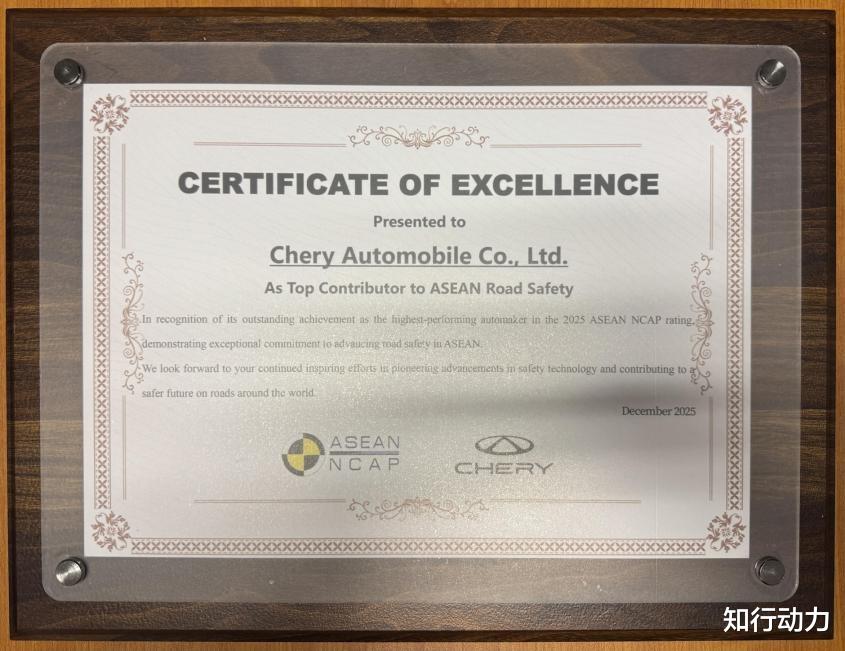 CERTIFICATE OF EXCELLENCE
Presented to
Chery Automobile Co., Ltd.
As Top Contributor to ASEAN Road Safety
In recognition of its outstanding achievement as the highest-performing automaker in the 2025 ASEAN NCAP rating,
demonstrating exceptional commitment to advaucing road safety in ASEAN.
We look forward to your continued inspiring efforts in pioneering advancements in safety technology and contributing to a
safer future on roads around the world.
December 2025
ASEAN
NCAP
CHERY
知行动力